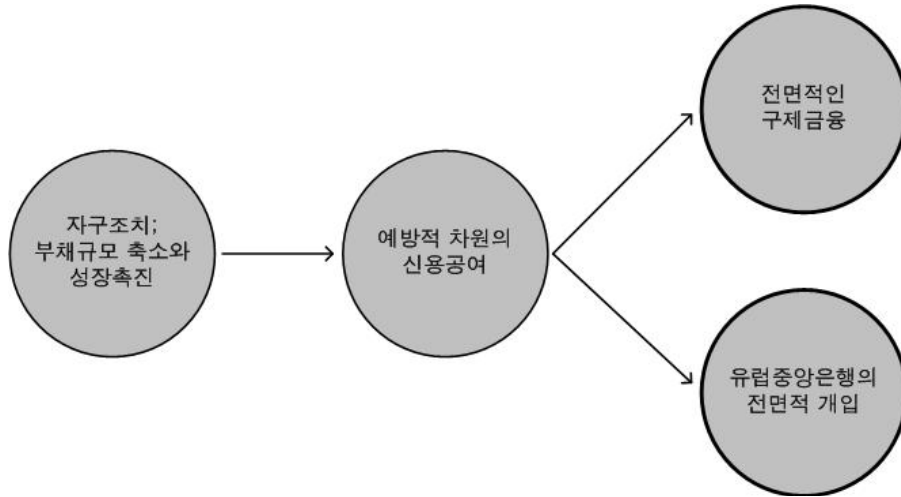 자구조치;
부채규모 축소와
성장촉진
예방적 차원의
신용공여
전면적인
구제금융
유럽중앙은행의
전면적 개입